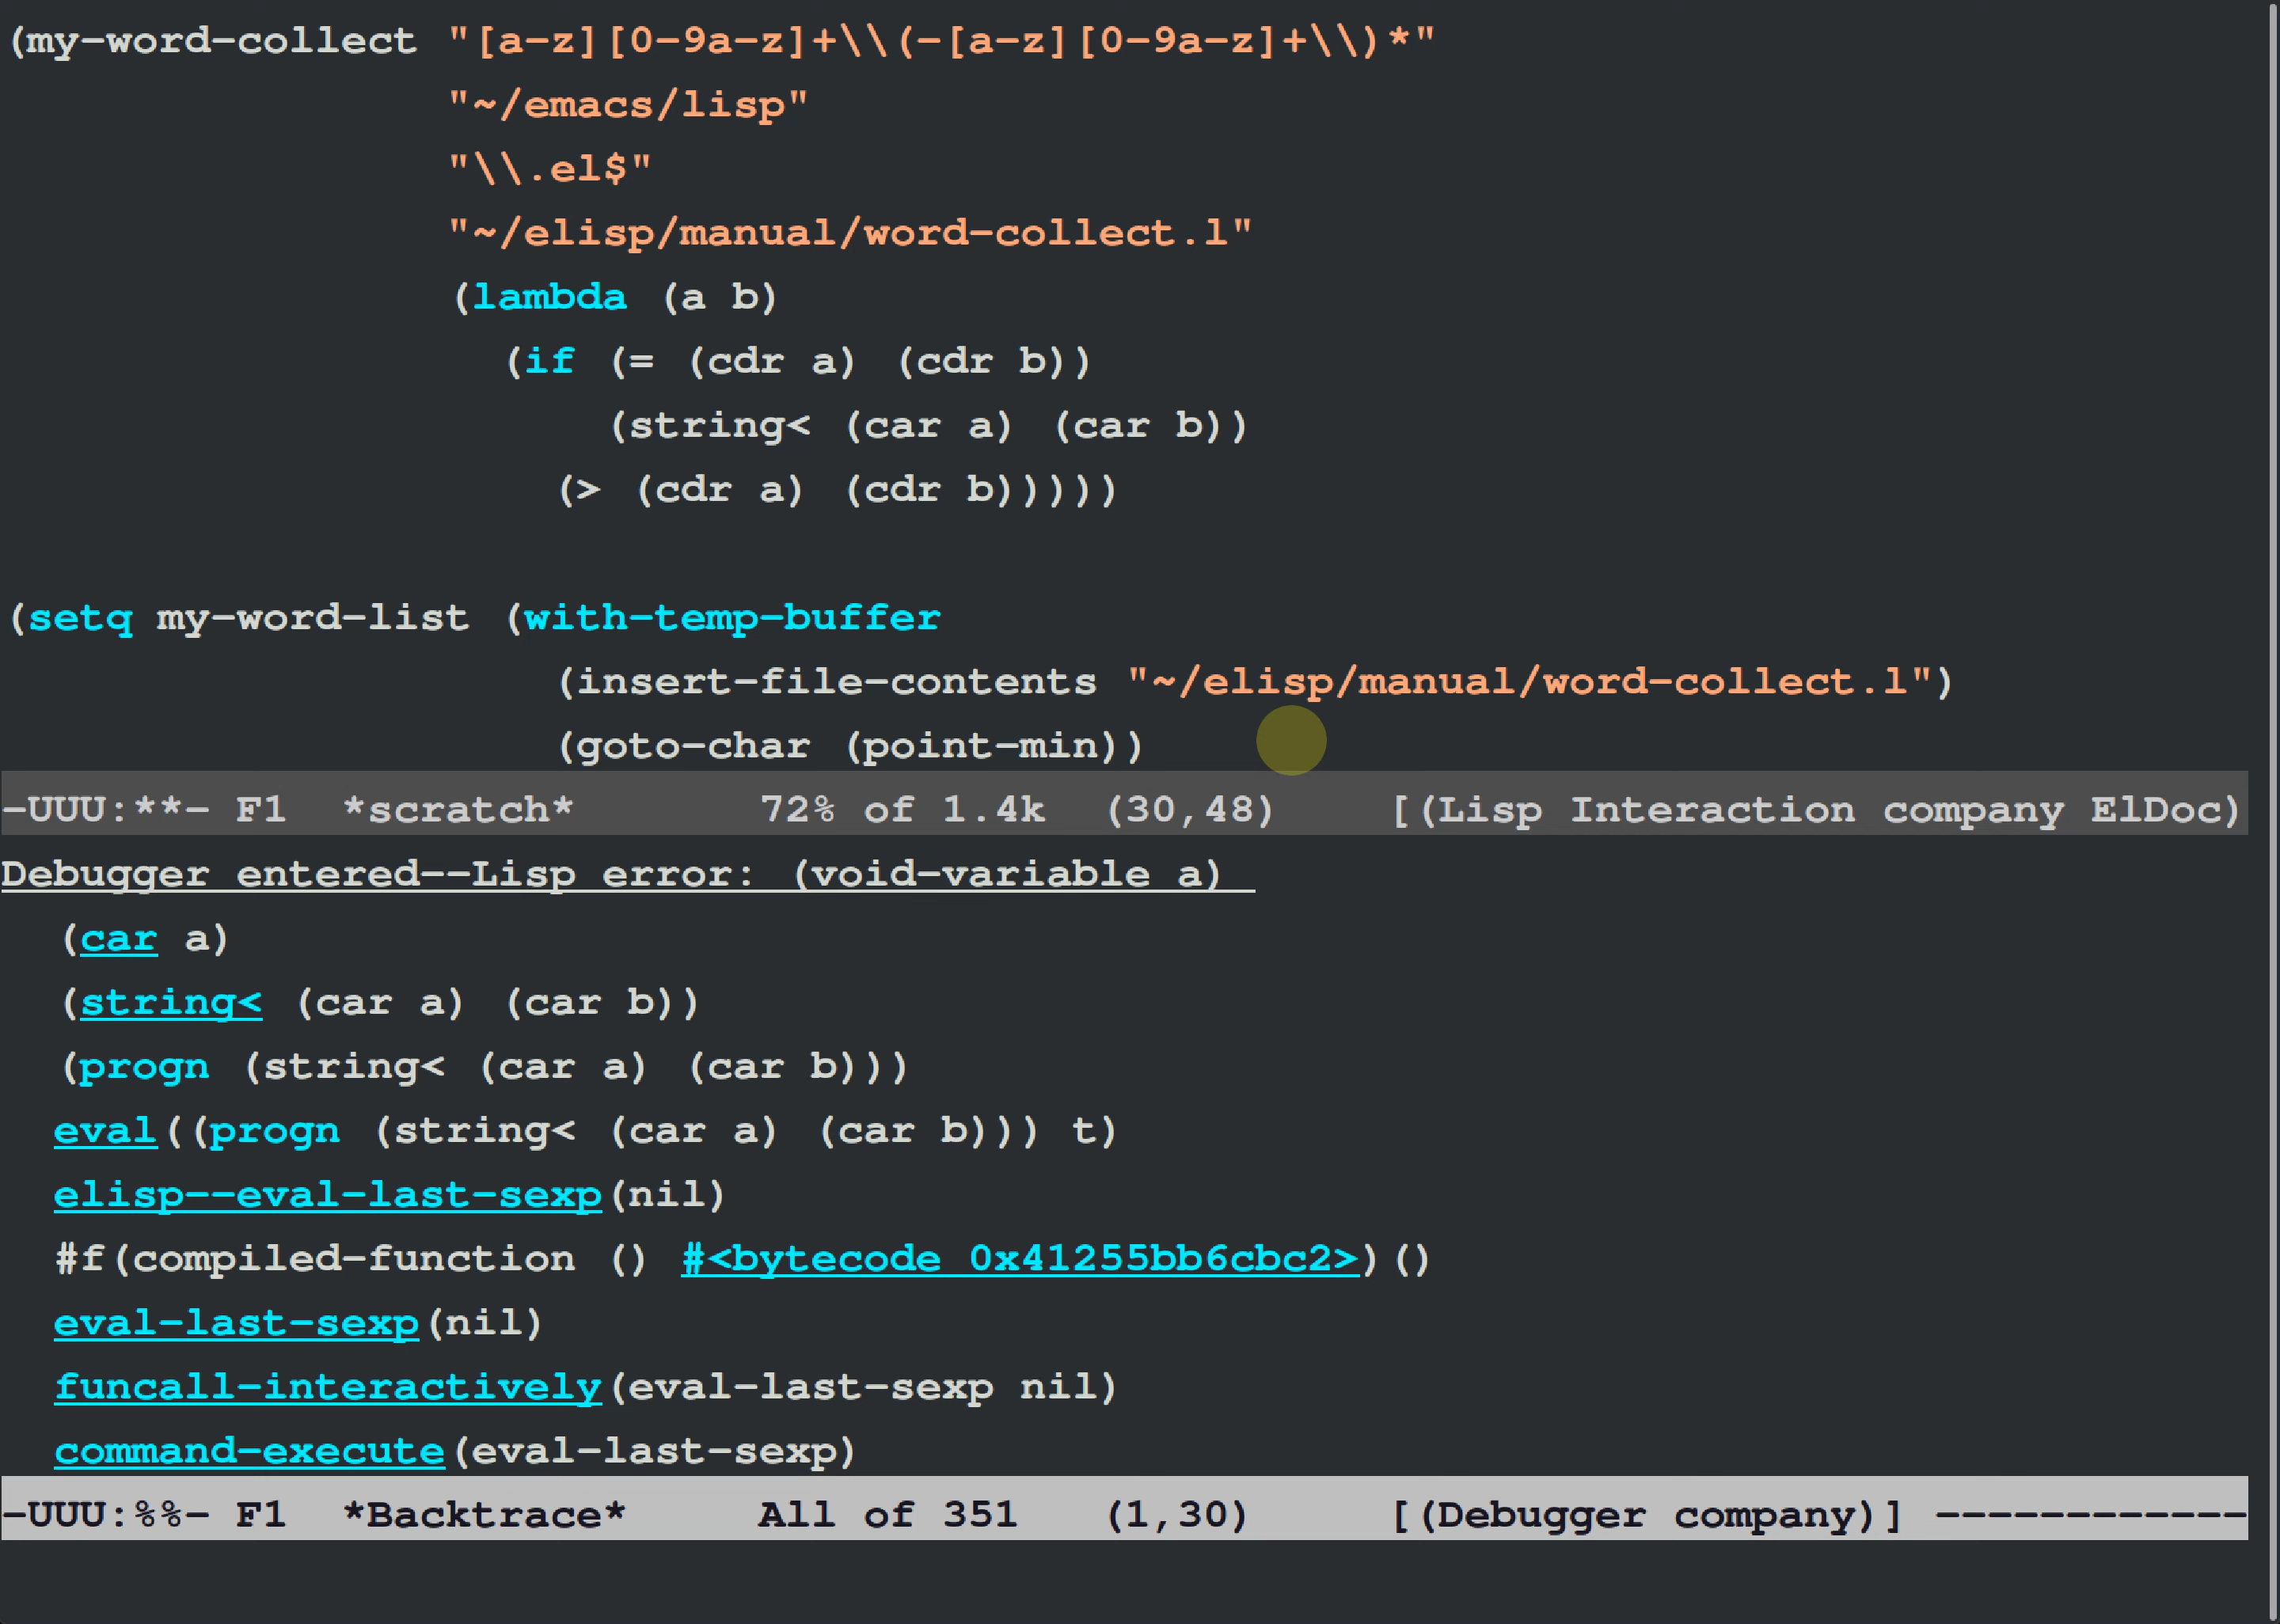 (my-word-collect "[a-z][0-9a-z]+\\(-[a-z][0-9a-z]+\\)*"
"~/emacs/lisp"
"\\.el$"
"~/elisp/manual/word-collect.l"
(lambda (a b)
(if (= (cdr a) (cdr b))
(string< (car a) (car b))
(> (cdr a) (cdr b)))))
(setq my-word-list (with-temp-buffer
(insert-file-contents "~/elisp/manual/word-collect.l")
(goto-char (point-min))
-UUU:**- F1 *scratch* 72% of 1.4k (30,48) [(Lisp Interaction company ElDoc)
Debugger entered--Lisp error: (void-variable a)
(car a)
(string< (car a) (car b))
(progn (string< (car a) (car b)))
eval((progn (string< (car a) (car b))) t)
elisp--eval-last-sexp(nil)
#f(compiled-function () #<bytecode 0x41255bb6cbc2>)()
eval-last-sexp(nil)
funcall-interactively(eval-last-sexp nil)
command-execute(eval-last-sexp)
-UUU:%%- F1 *Backtrace* All of 351 (1,30) [(Debugger company)] ------------